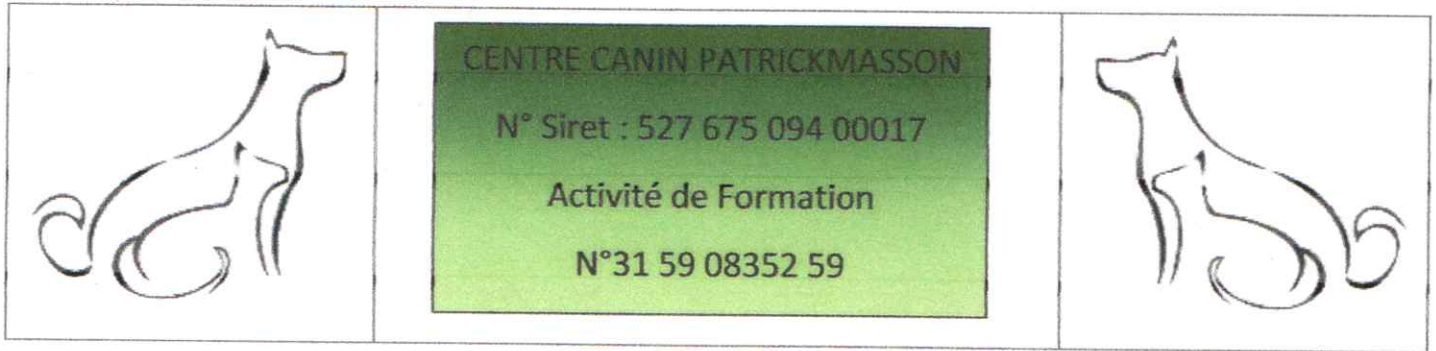 CENTRE CANIN PATRICKMASSON
N° Siret : 527 675 094 00017
Activité de Formation
N°31 59 08352 59